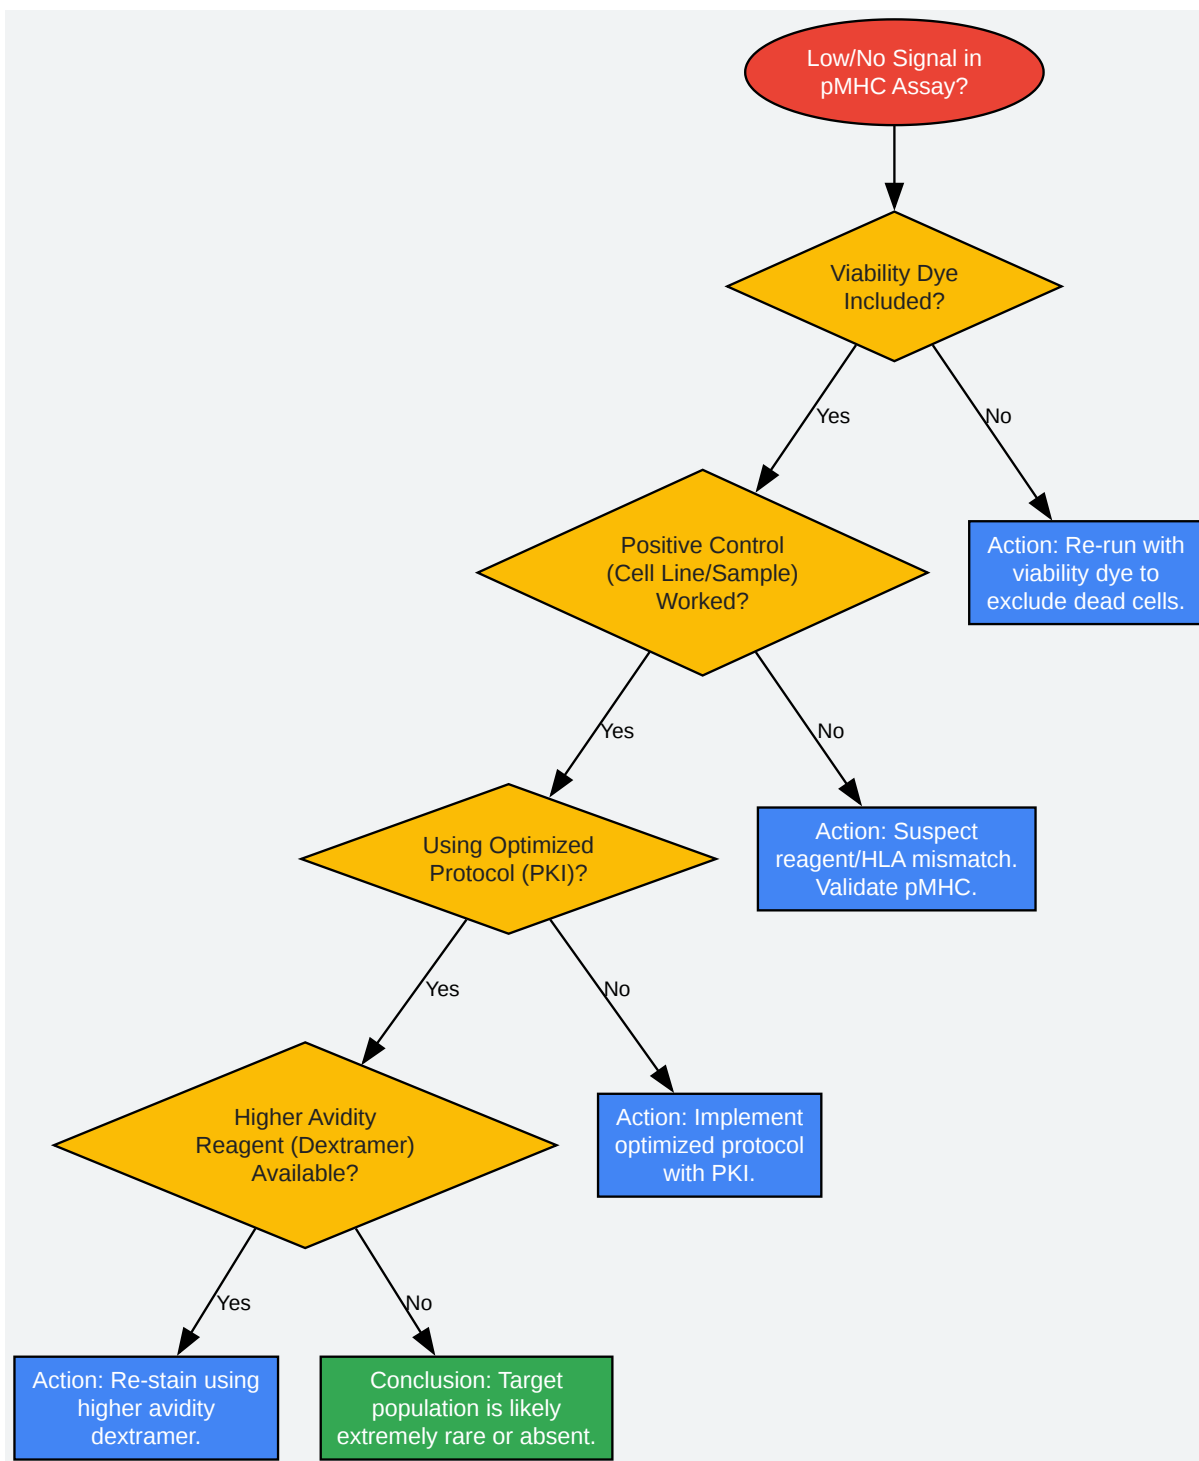 Low/No Signal in
pMHC Assay?
Viability Dye
Included?
Yes
No
Positive Control
(Cell Line/Sample)
Worked?
Action: Re-run with
viability dye to
exclude dead cells.
Yes
No
Using Optimized
Protocol (PKI)?
Action: Suspect
reagent/HLA mismatch.
Validate pMHC.
Yes
No
Higher Avidity
Reagent (Dextramer)
Available?
Action: Implement
optimized protocol
with PKI.
Yes
No
Action: Re-stain using
higher avidity
dextramer.
Conclusion: Target
population is likely
extremely rare or absent.